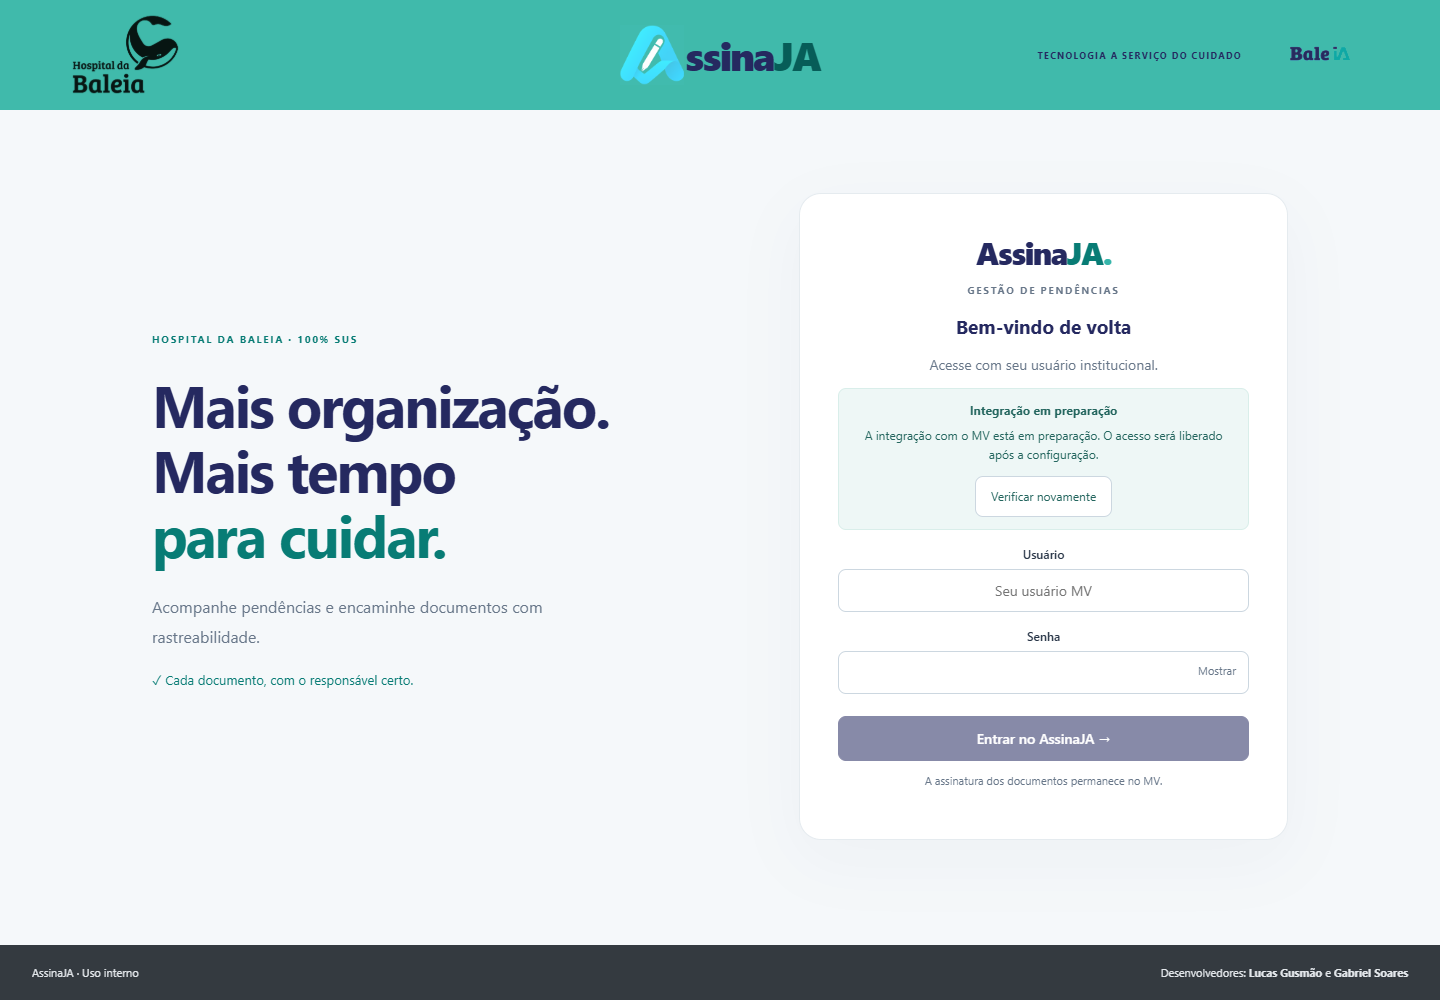 Hospital da
Baleia
AssinaJA
TECNOLOGIA A SERVIÇO DO CUIDADO
Bale iA
HOSPITAL DA BALEIA · 100% SUS
Mais organização.
Mais tempo
para cuidar.
Acompanhe pendências e encaminhe documentos com
rastreabilidade.
✓ Cada documento, com o responsável certo.
AssinaJA.
GESTÃO DE PENDÊNCIAS
Bem-vindo de volta
Acesse com seu usuário institucional.
Integração em preparação
A integração com o MV está em preparação. O acesso será liberado
após a configuração.
Verificar novamente
Usuário
Seu usuário MV
Senha
Mostrar
Entrar no AssinaJA →
A assinatura dos documentos permanece no MV.
AssinaJA · Uso interno
Desenvolvedores: Lucas Gusmão e Gabriel Soares